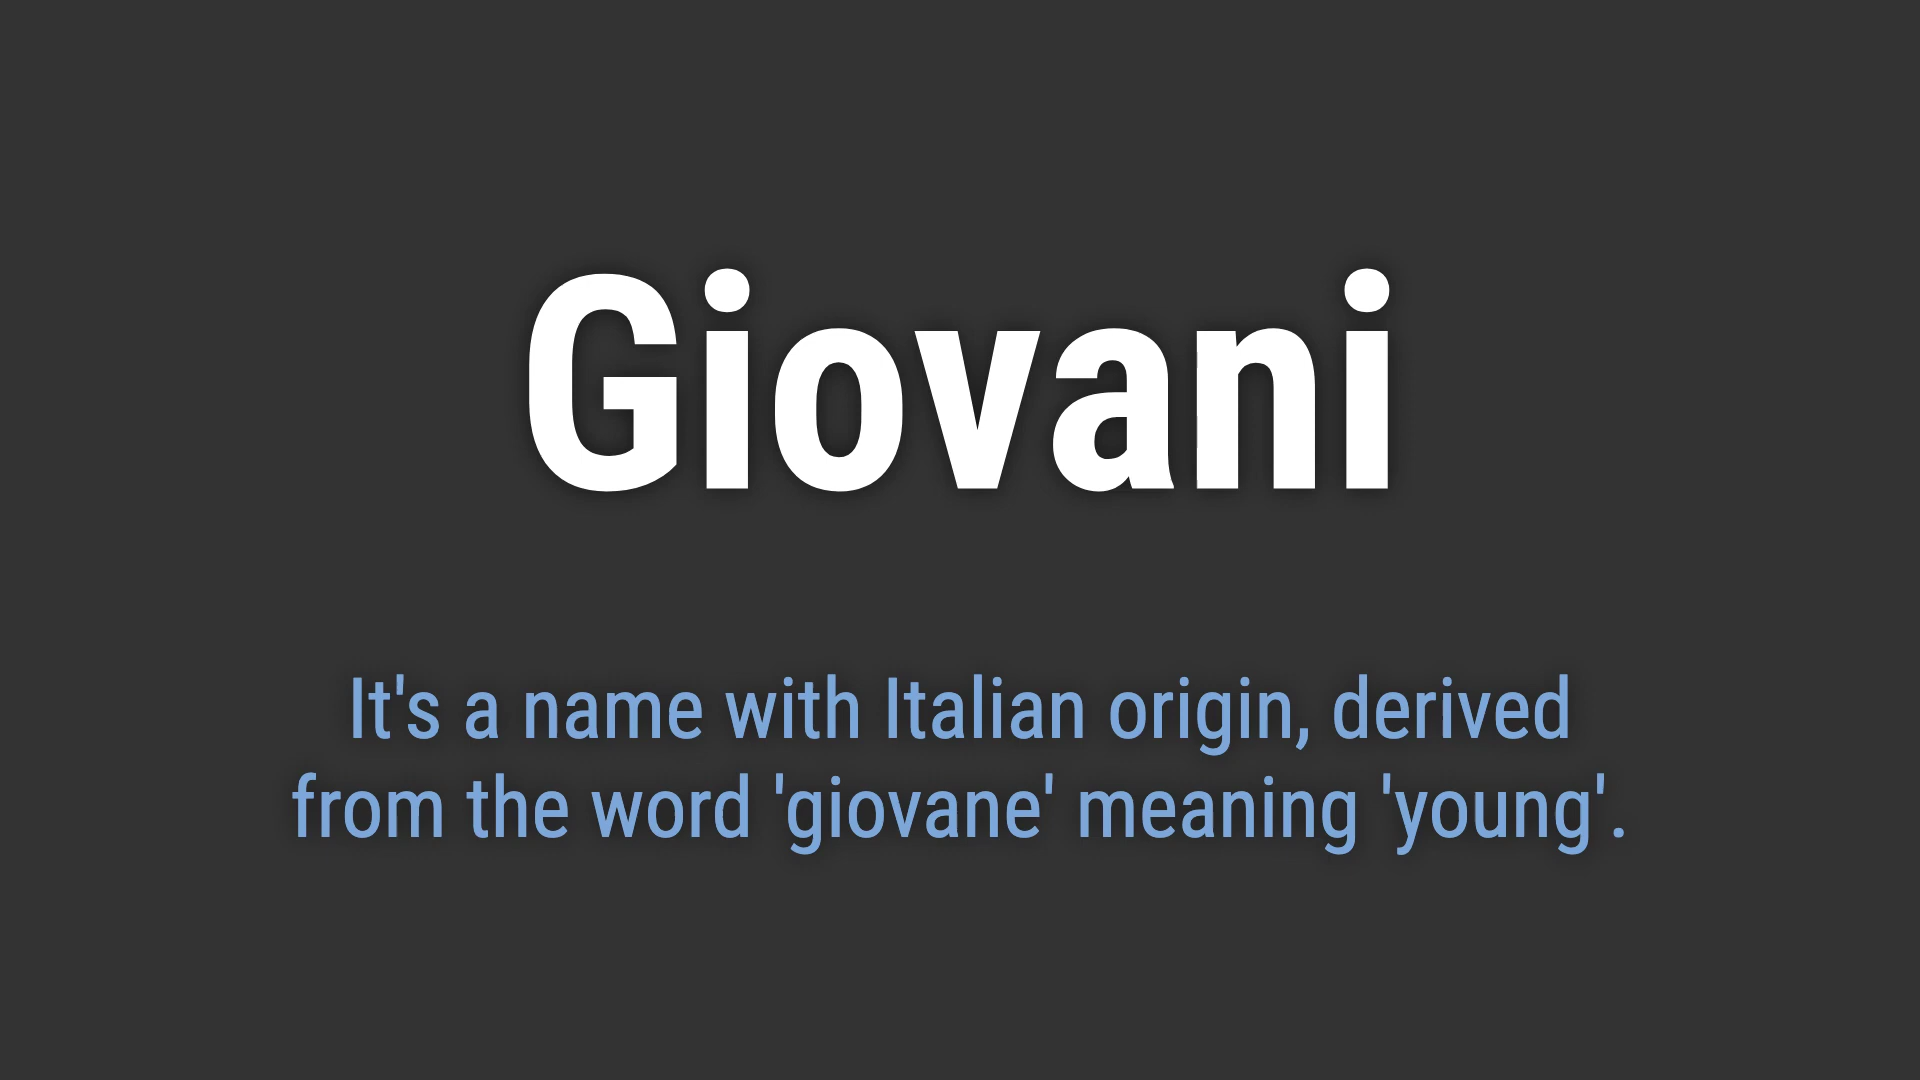 Giovani
It's a name with Italian origin, derived
from the word 'giovane' meaning 'young'.